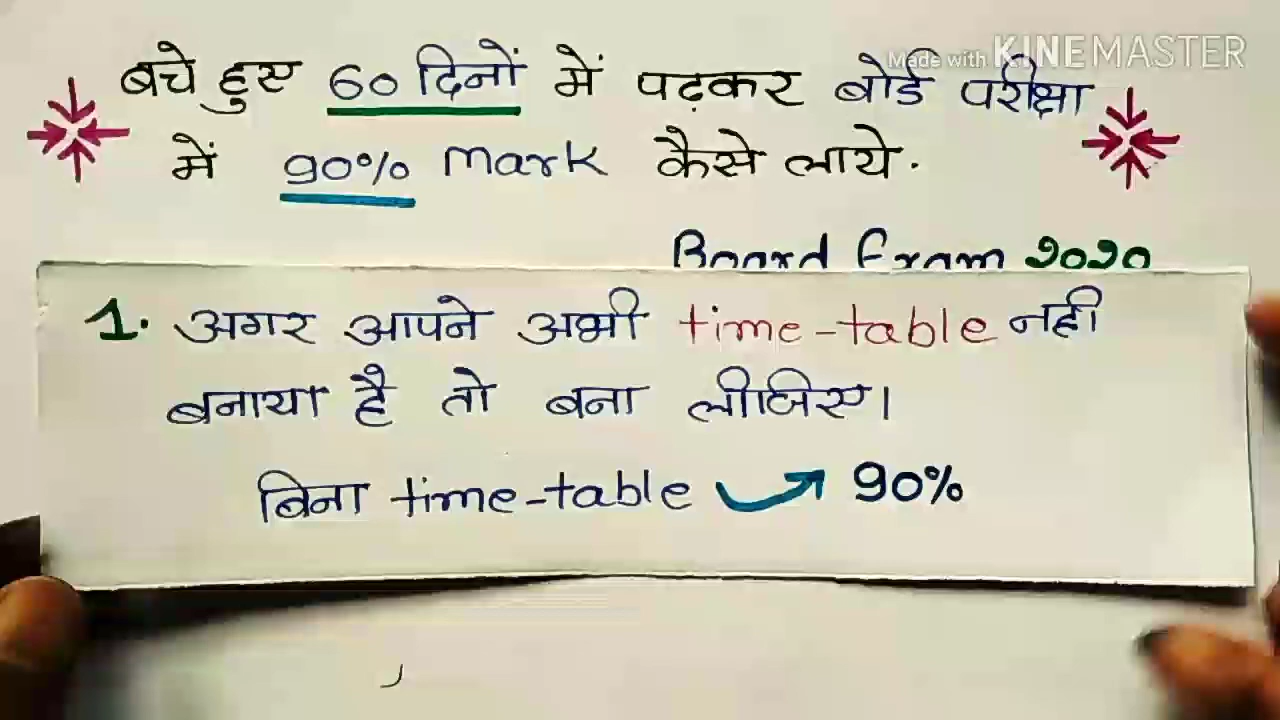 Made with KINEMASTER
बचे हुए 60 दिनों में पढ़कर बोर्ड परीक्षा
में 90% Mark कैसे लाये.
Board Exam 2020
1. अगर आपने अभी time-table नही
बनाया है तो बना लीजिए।
बिना time-table 90%